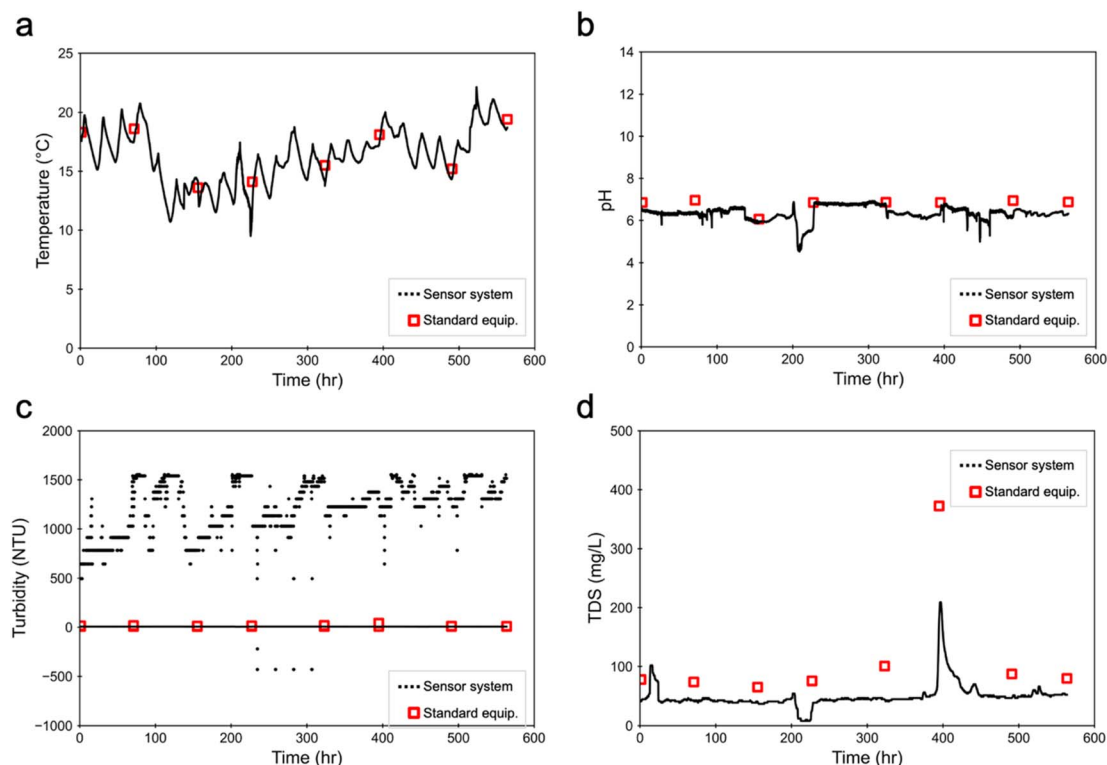 a
25
20
15
10
5
0
Temperature (°C)
0 100 200 300 400 500 600
Time (hr)
Sensor system
Standard equip.
b
14
12
10
8
6
4
2
0
pH
0 100 200 300 400 500 600
Time (hr)
Sensor system
Standard equip.
c
2000
1500
1000
500
0
−500
−1000
Turbidity (NTU)
0 100 200 300 400 500 600
Time (hr)
Sensor system
Standard equip.
d
500
400
300
200
100
0
TDS (mg/L)
0 100 200 300 400 500 600
Time (hr)
Sensor system
Standard equip.